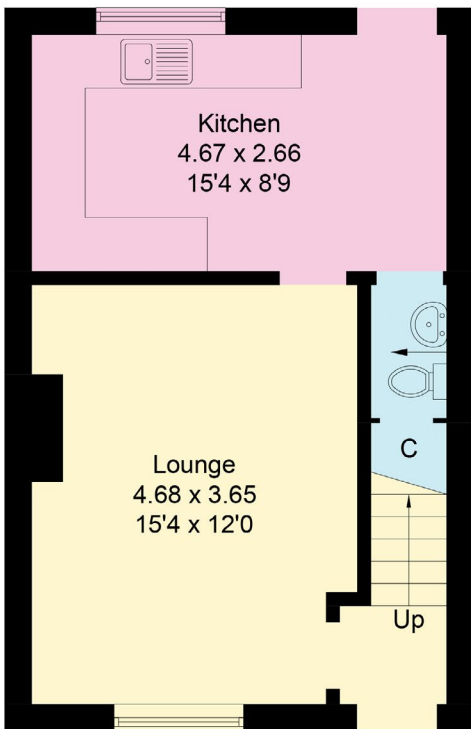 Kitchen
4.67 x 2.66
15'4 x 8'9
C
Lounge
4.68 x 3.65
15'4 x 12'0
Up